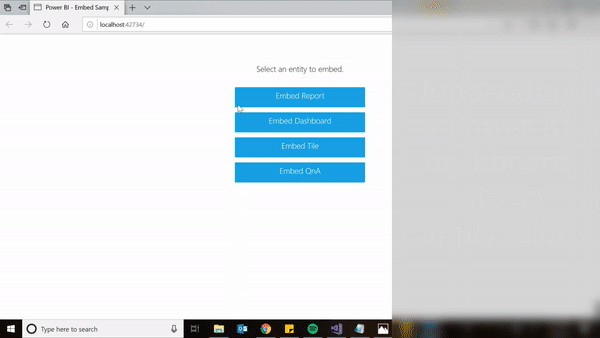 Power BI - Embed Samp
localhost:42734/
Select an entity to embed.
Embed Report
Embed Dashboard
Embed Tile
Embed QnA
Type here to search